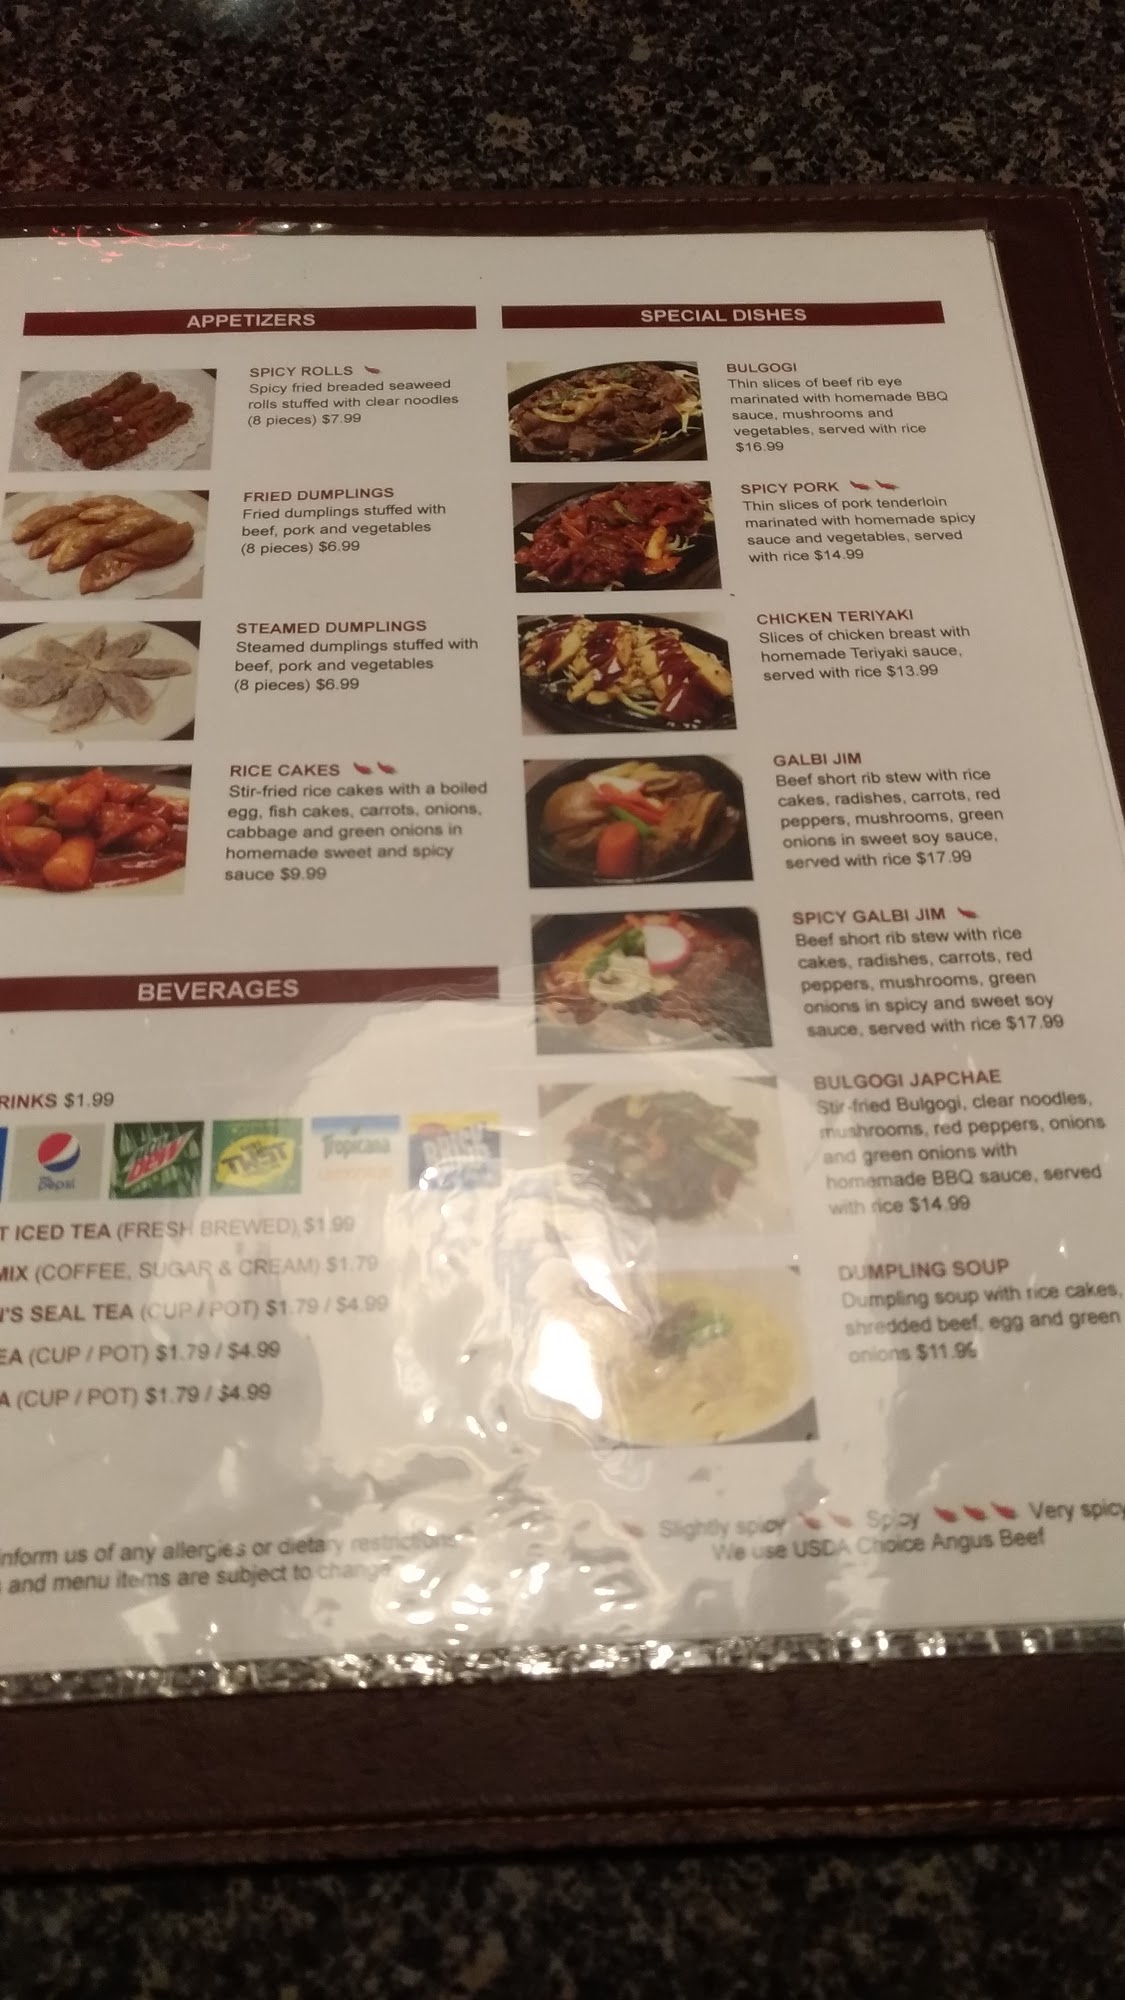 APPETIZERS
SPICY ROLLS
Spicy fried breaded seaweed
rolls stuffed with clear noodles
(8 pieces) $7.99
FRIED DUMPLINGS
Fried dumplings stuffed with
beef, pork and vegetables
(8 pieces) $6.99
STEAMED DUMPLINGS
Steamed dumplings stuffed with
beef, pork and vegetables
(8 pieces) $6.99
RICE CAKES
Stir-fried rice cakes with a boiled
egg, fish cakes, carrots, onions,
cabbage and green onions in
homemade sweet and spicy
sauce $9.99
BEVERAGES
RINKS $1.99
pepsi
Tropicana
T ICED TEA (FRESH BREWED) $1.99
MIX (COFFEE, SUGAR & CREAM) $1.79
N'S SEAL TEA (CUP / POT) $1.79 / $4.99
EA (CUP / POT) $1.79 / $4.99
A (CUP / POT) $1.79 / $4.99
inform us of any allergies or dietary restrictions
and menu items are subject to change
SPECIAL DISHES
BULGOGI
Thin slices of beef rib eye
marinated with homemade BBQ
sauce, mushrooms and
vegetables, served with rice
$16.99
SPICY PORK
Thin slices of pork tenderloin
marinated with homemade spicy
sauce and vegetables, served
with rice $14.99
CHICKEN TERIYAKI
Slices of chicken breast with
homemade Teriyaki sauce,
served with rice $13.99
GALBI JIM
Beef short rib stew with rice
cakes, radishes, carrots, red
peppers, mushrooms, green
onions in sweet soy sauce,
served with rice $17.99
SPICY GALBI JIM
Beef short rib stew with rice
cakes, radishes, carrots, red
peppers, mushrooms, green
onions in spicy and sweet soy
sauce, served with rice $17.99
BULGOGI JAPCHAE
Stir-fried Bulgogi, clear noodles,
mushrooms, red peppers, onions
and green onions with
homemade BBQ sauce, served
with rice $14.99
DUMPLING SOUP
Dumpling soup with rice cakes,
shredded beef, egg and green
onions $11.95
Slightly spicy Spicy Very spicy
We use USDA Choice Angus Beef